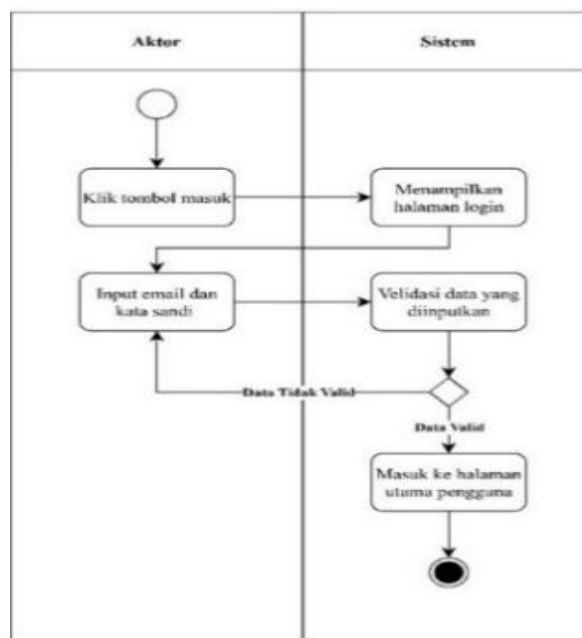 Aktor
Sistem
Klik tombol masuk
Menampilkan
halaman login
Input email dan
kata sandi
Velidasi data yang
diinputkan
Data Tidak Valid
Data Valid
Masuk ke halaman
utama pengguna